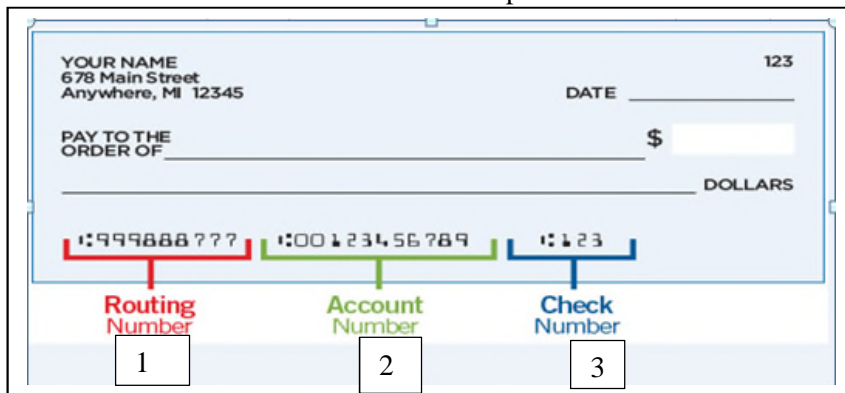 YOUR NAME
123
678 Main Street
Anywhere, MI 12345
DATE
PAY TO THE
ORDER OF
$
DOLLARS
⑆999888777 ⑆00123456789 ⑆123
Routing Account Check
Number Number Number
1 2 3